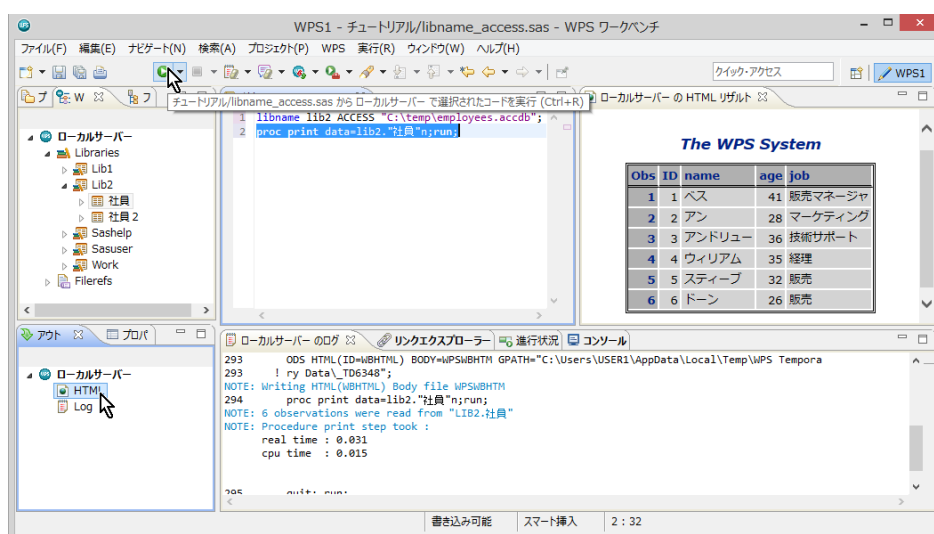 WPS1 - チュートリアル/libname_access.sas - WPS ワークベンチ
ファイル(F) 編集(E) ナビゲート(N) 検索(A) プロジェクト(P) WPS 実行(R) ウィンドウ(W) ヘルプ(H)
クイック・アクセス
WPS1
プ W フ
チュートリアル/libname_access.sas から ローカルサーバー で選択されたコードを実行 (Ctrl+R)
ローカルサーバー の HTML リザルト
ローカルサーバー
Libraries
Lib1
Lib2
社員
社員 2
Sashelp
Sasuser
Work
Filerefs
1 libname lib2 ACCESS "C:\temp\employees.accdb";
2 proc print data=lib2."社員"n;run;
The WPS System
Obs ID name age job
1 1 ベス 41 販売マネージャ
2 2 アン 28 マーケティング
3 3 アンドリュー 36 技術サポート
4 4 ウィリアム 35 経理
5 5 スティーブ 32 販売
6 6 ドーン 26 販売
アウト プロパ
ローカルサーバー
HTML
Log
ローカルサーバー のログ リンクエクスプローラー 進行状況 コンソール
293 ODS HTML(ID=WBHTML) BODY=WPSWBHTM GPATH="C:\Users\USER1\AppData\Local\Temp\WPS Tempora
293 ! ry Data\_TD6348";
NOTE: Writing HTML(WBHTML) Body file WPSWBHTM
294 proc print data=lib2."社員"n;run;
NOTE: 6 observations were read from "LIB2.社員"
NOTE: Procedure print step took :
real time : 0.031
cpu time : 0.015
295 quit; run;
書き込み可能 スマート挿入 2 : 32